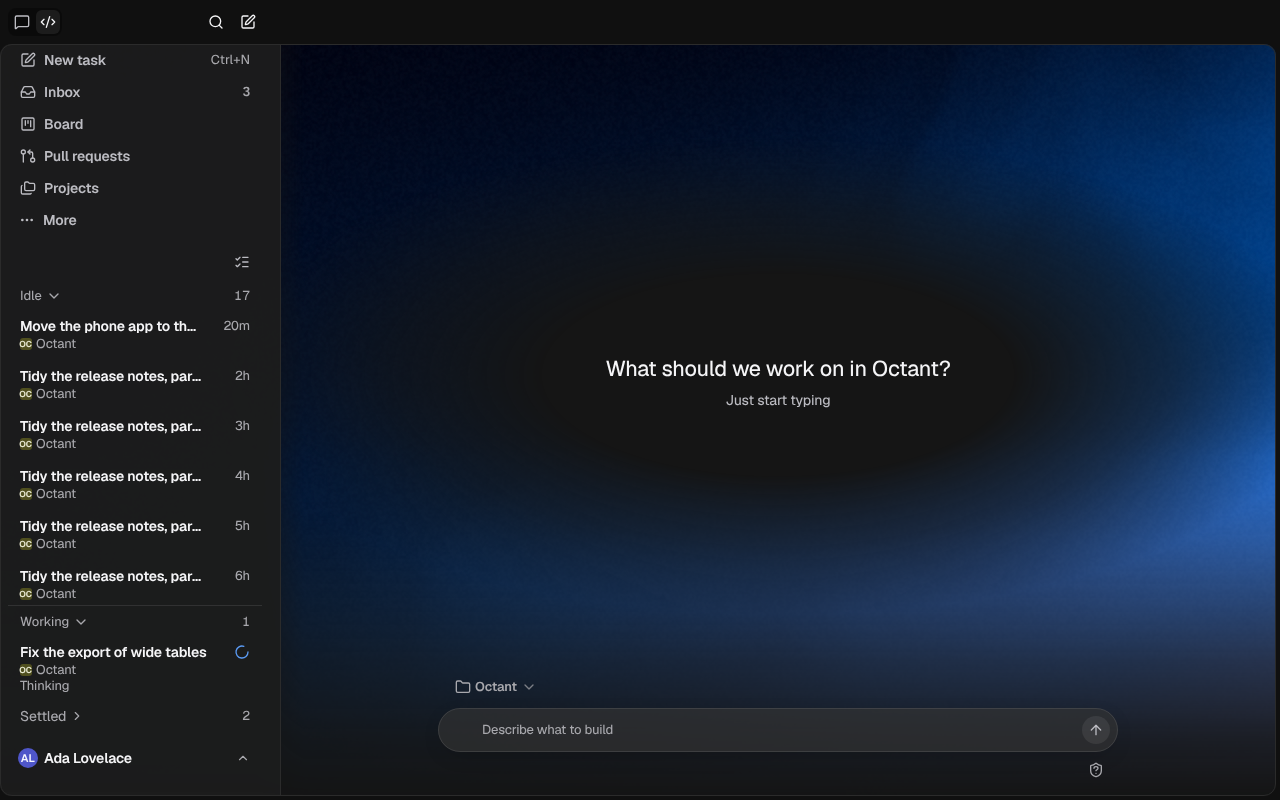 New task Ctrl+N
Inbox 3
Board
Pull requests
Projects
More
Idle 17
Move the phone app to th... 20m
OC Octant
Tidy the release notes, par... 2h
OC Octant
Tidy the release notes, par... 3h
OC Octant
Tidy the release notes, par... 4h
OC Octant
Tidy the release notes, par... 5h
OC Octant
Tidy the release notes, par... 6h
OC Octant
Working 1
Fix the export of wide tables
OC Octant
Thinking
Settled 2
AL Ada Lovelace
What should we work on in Octant?
Just start typing
Octant
Describe what to build